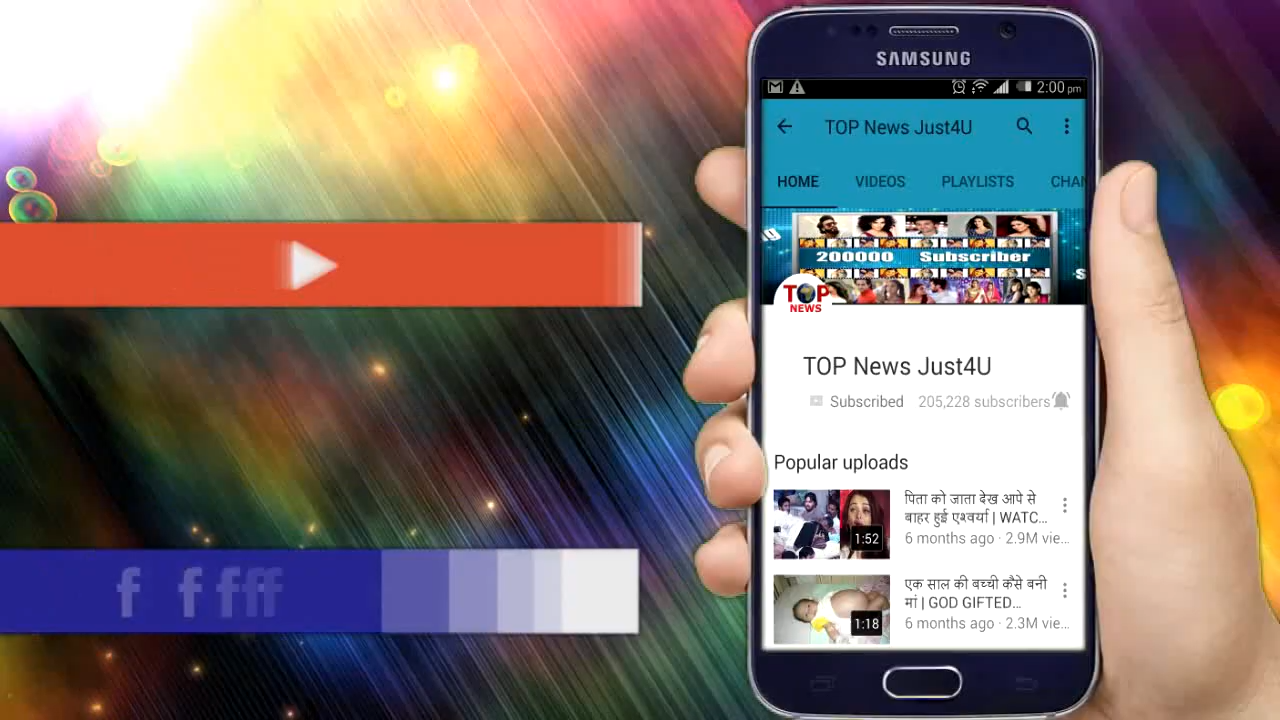 SAMSUNG
2:00 pm
TOP News Just4U
HOME VIDEOS PLAYLISTS CHAN
200000 Subscriber
TOP
NEWS
TOP News Just4U
Subscribed 205,228 subscribers
Popular uploads
पिता को जाता देख आपे से
बाहर हुई एश्वर्या | WATC...
6 months ago · 2.9M vie...
1:52
एक साल की बच्ची कैसे बनी
मां | GOD GIFTED...
6 months ago · 2.3M vie...
1:18
f f fff